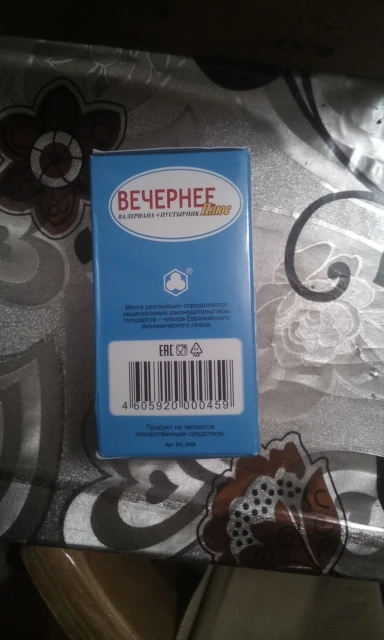 ВЕЧЕРНЕЕ
ВАЛЕРИАНА + ПУСТЫРНИК Плюс
®
Места реализации определяются
национальным законодательством
государств – членов Евразийского
экономического союза.
EAC
4 605920 000459
Продукт не является
лекарственным средством.